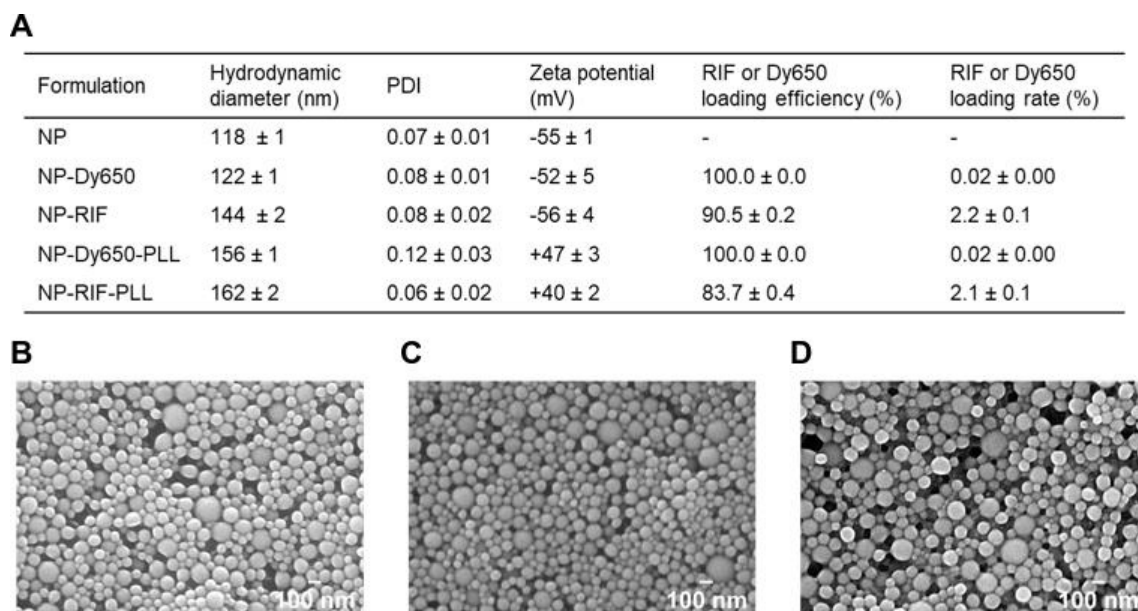 A
Formulation Hydrodynamic diameter (nm) PDI Zeta potential (mV) RIF or Dy650 loading efficiency (%) RIF or Dy650 loading rate (%)
NP 118 ± 1 0.07 ± 0.01 -55 ± 1 - -
NP-Dy650 122 ± 1 0.08 ± 0.01 -52 ± 5 100.0 ± 0.0 0.02 ± 0.00
NP-RIF 144 ± 2 0.08 ± 0.02 -56 ± 4 90.5 ± 0.2 2.2 ± 0.1
NP-Dy650-PLL 156 ± 1 0.12 ± 0.03 +47 ± 3 100.0 ± 0.0 0.02 ± 0.00
NP-RIF-PLL 162 ± 2 0.06 ± 0.02 +40 ± 2 83.7 ± 0.4 2.1 ± 0.1
B C D
100 nm 100 nm 100 nm